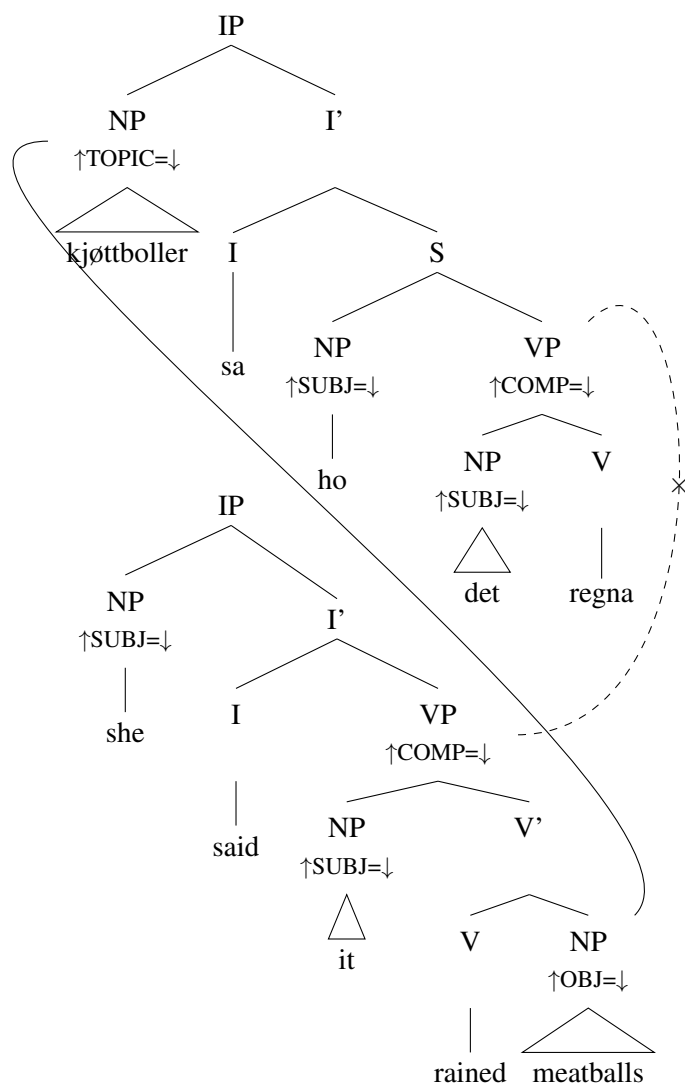 IP
NP I'
↑TOPIC=↓
kjøttboller I S
sa NP VP
↑SUBJ=↓ ↑COMP=↓
ho NP V
↑SUBJ=↓
det regna
IP
NP I'
↑SUBJ=↓
she I VP
↑COMP=↓
said NP V'
↑SUBJ=↓
it V NP
↑OBJ=↓
rained meatballs